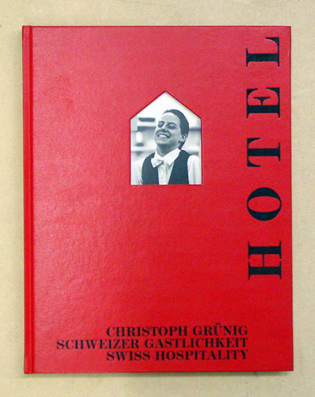 HOTEL
CHRISTOPH GRÜNIG
SCHWEIZER GASTLICHKEIT
SWISS HOSPITALITY